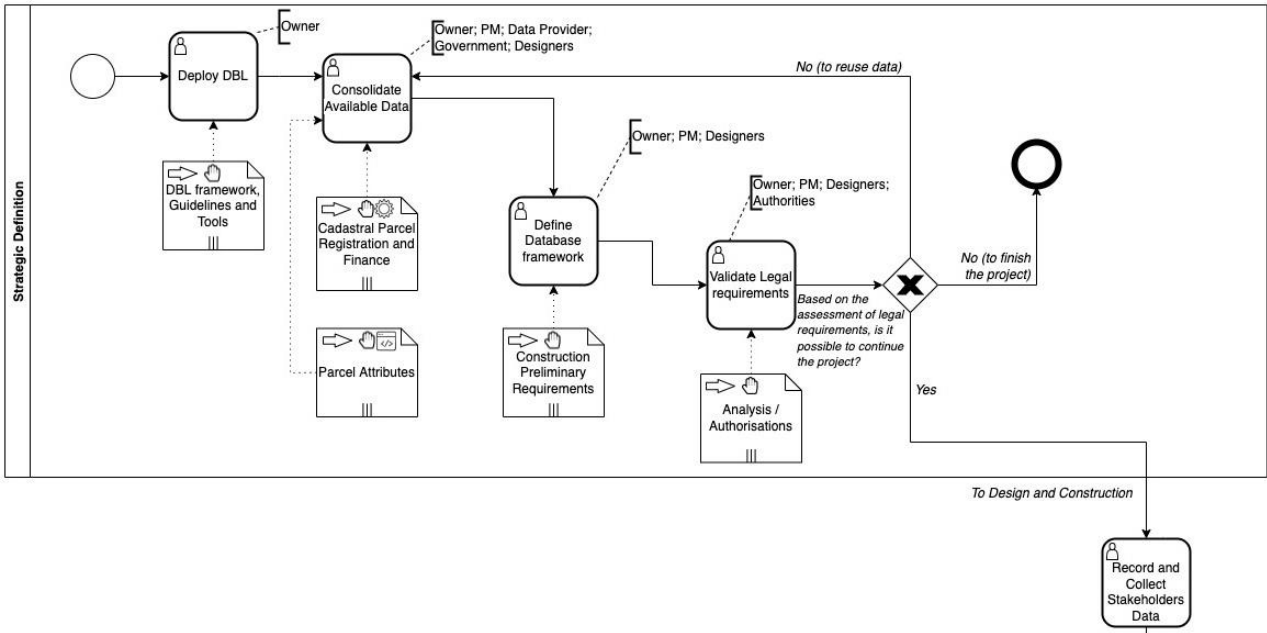 Strategic Definition
Owner
Deploy DBL
DBL framework,
Guidelines and
Tools
Owner; PM; Data Provider;
Government; Designers
Consolidate
Available Data
Cadastral Parcel
Registration and
Finance
Parcel Attributes
Owner; PM; Designers
Define
Database
framework
Construction
Preliminary
Requirements
Owner; PM; Designers;
Authorities
Validate Legal
requirements
Analysis /
Authorisations
No (to reuse data)
Based on the
assessment of legal
requirements, is it
possible to continue
the project?
No (to finish
the project)
Yes
To Design and Construction
Record and
Collect
Stakeholders
Data